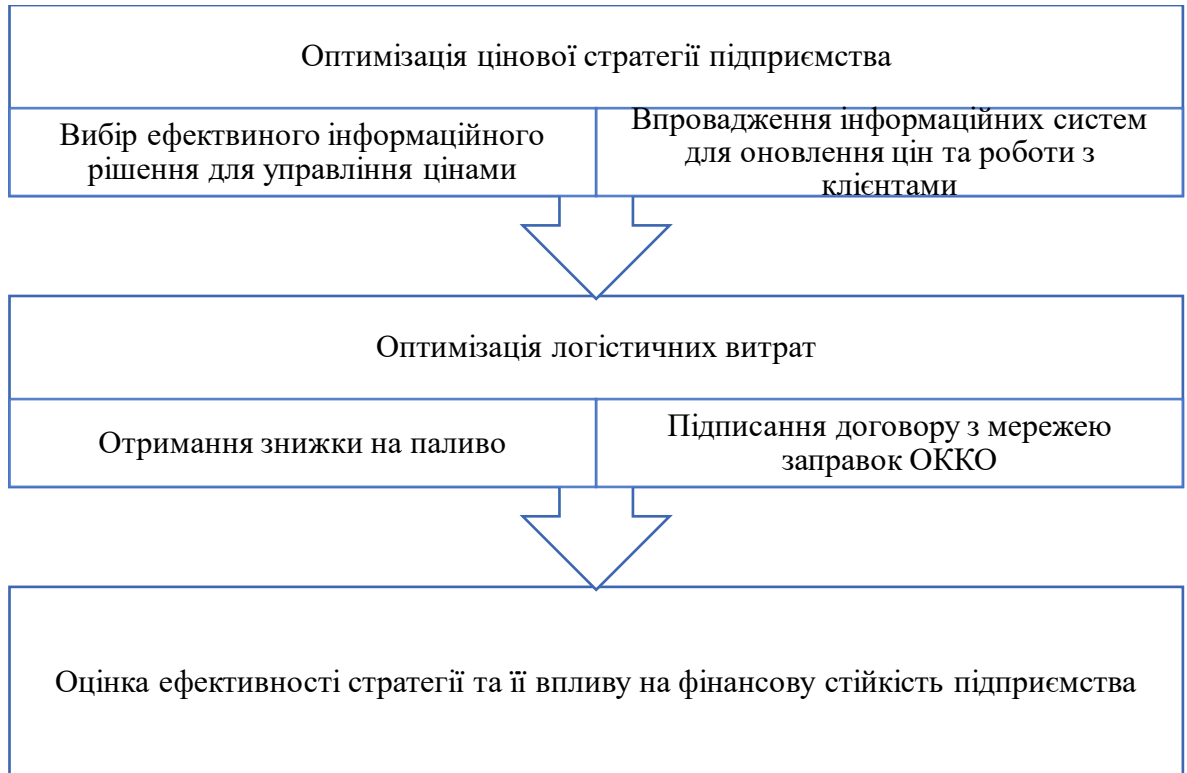 Оптимізація цінової стратегії підприємства
Вибір ефектвиного інформаційного
рішення для управління цінами
Впровадження інформаційних систем
для оновлення цін та роботи з
клієнтами
Оптимізація логістичних витрат
Отримання знижки на паливо
Підписання договору з мережею
заправок ОККО
Оцінка ефективності стратегії та її впливу на фінансову стійкість підприємства